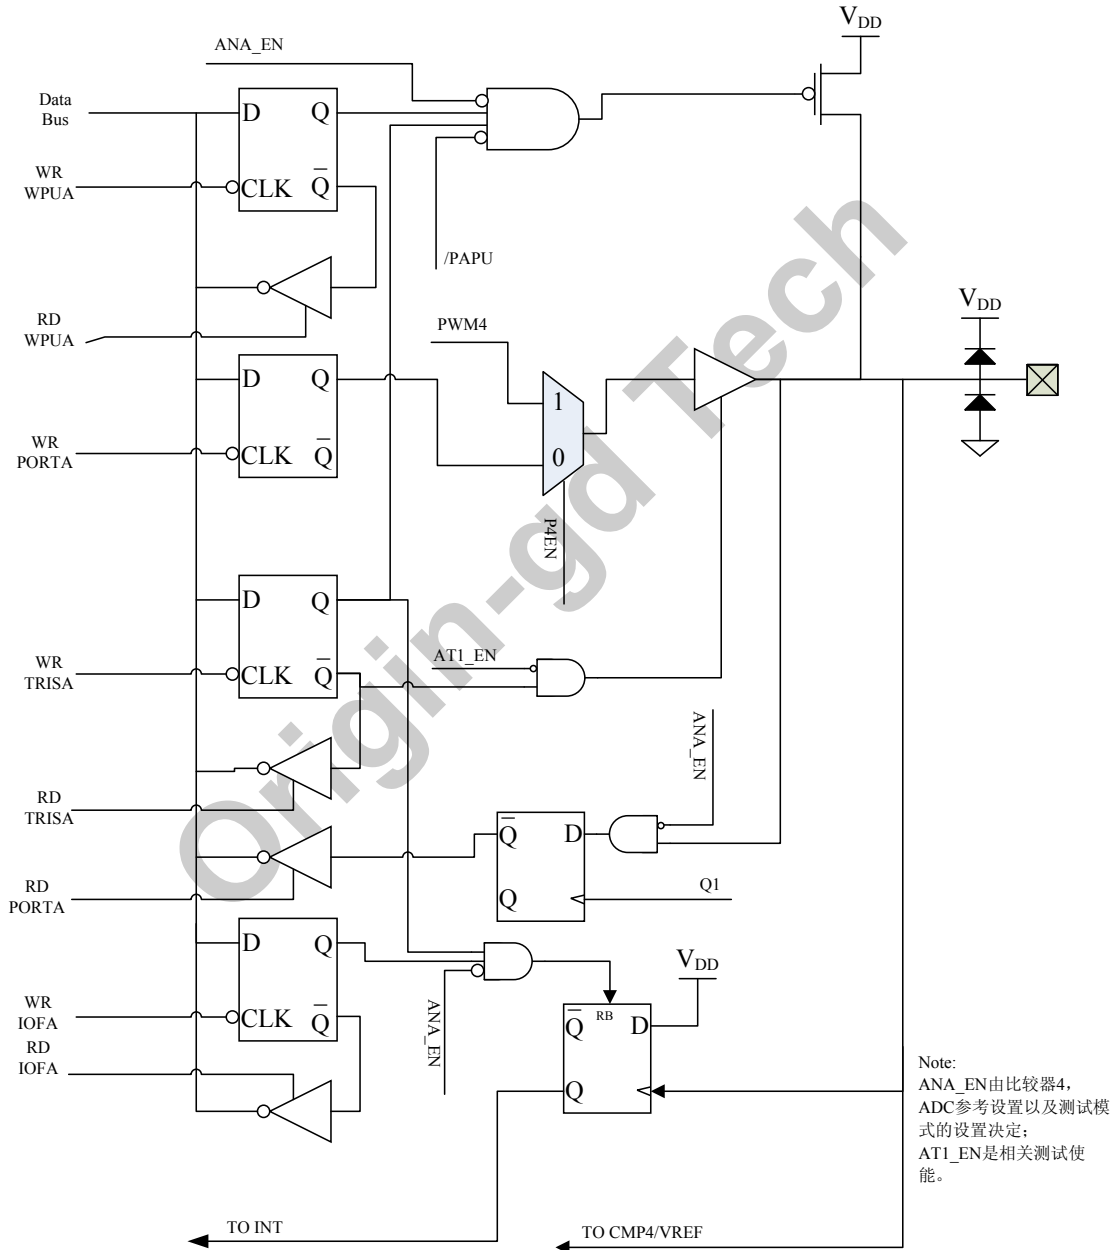 V_DD
ANA_EN
Data
Bus
D Q
WR
WPUA
CLK Q̅
/PAPU
RD
WPUA
PWM4
V_DD
D Q
1
WR
PORTA
CLK Q̅
0
P4EN
D Q
WR
TRISA
CLK Q̅
AT1_EN
ANA_EN
RD
TRISA
Q̅ D
RD
PORTA
Q
Q1
D Q
V_DD
WR
IOFA
CLK Q̅
ANA_EN
Q̅ RB D
RD
IOFA
Q
Note:
ANA_EN由比较器4，
ADC参考设置以及测试模
式的设置决定；
AT1_EN是相关测试使
能。
TO INT
TO CMP4/VREF
Origin-gd Tech